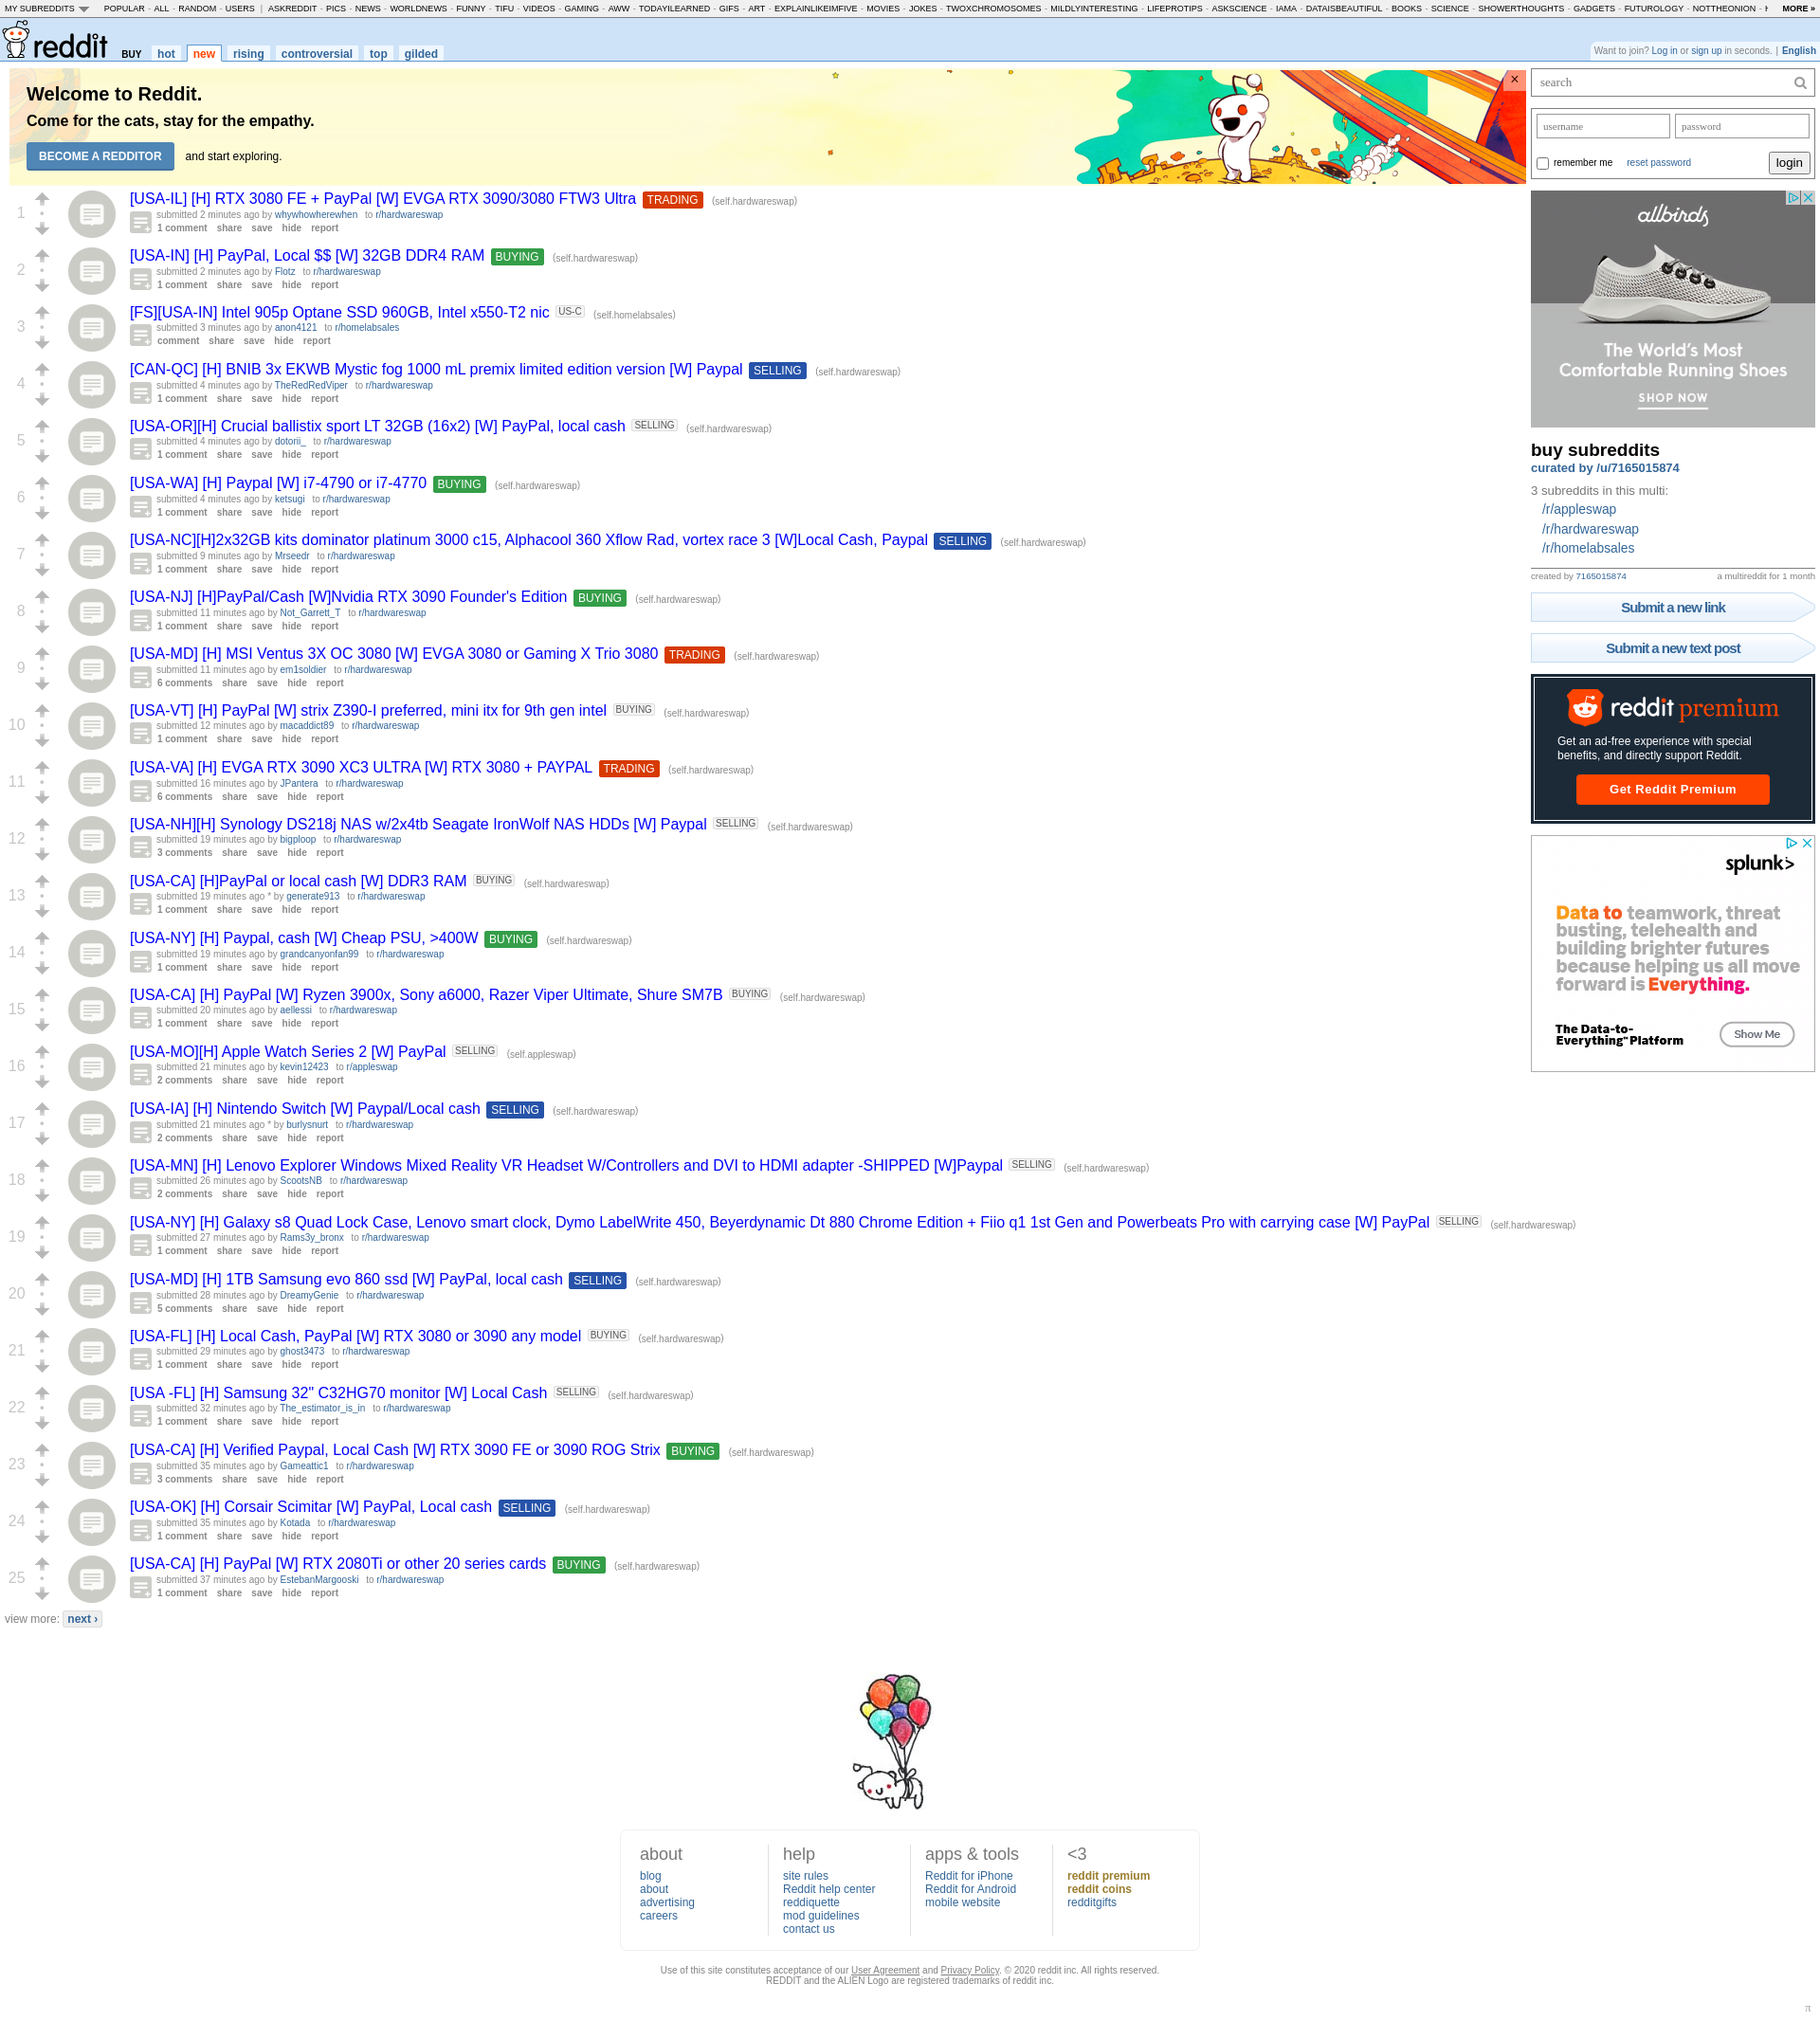 MY SUBREDDITS POPULAR - ALL - RANDOM - USERS | ASKREDDIT - PICS - NEWS - WORLDNEWS - FUNNY - TIFU - VIDEOS - GAMING - AWW - TODAYILEARNED - GIFS - ART - EXPLAINLIKEIMFIVE - MOVIES - JOKES - TWOXCHROMOSOMES - MILDLYINTERESTING - LIFEPROTIPS - ASKSCIENCE - IAMA - DATAISBEAUTIFUL - BOOKS - SCIENCE - SHOWERTHOUGHTS - GADGETS - FUTUROLOGY - NOTTHEONION - MORE »
reddit BUY hot new rising controversial top gilded
Want to join? Log in or sign up in seconds. | English
Welcome to Reddit.
Come for the cats, stay for the empathy.
BECOME A REDDITOR and start exploring.
×
1
[USA-IL] [H] RTX 3080 FE + PayPal [W] EVGA RTX 3090/3080 FTW3 Ultra TRADING (self.hardwareswap)
submitted 2 minutes ago by whywhowherewhen to r/hardwareswap
1 comment share save hide report
2
[USA-IN] [H] PayPal, Local $$ [W] 32GB DDR4 RAM BUYING (self.hardwareswap)
submitted 2 minutes ago by Flotz to r/hardwareswap
1 comment share save hide report
3
[FS][USA-IN] Intel 905p Optane SSD 960GB, Intel x550-T2 nic US-C (self.homelabsales)
submitted 3 minutes ago by anon4121 to r/homelabsales
comment share save hide report
4
[CAN-QC] [H] BNIB 3x EKWB Mystic fog 1000 mL premix limited edition version [W] Paypal SELLING (self.hardwareswap)
submitted 4 minutes ago by TheRedRedViper to r/hardwareswap
1 comment share save hide report
5
[USA-OR][H] Crucial ballistix sport LT 32GB (16x2) [W] PayPal, local cash SELLING (self.hardwareswap)
submitted 4 minutes ago by dotorii_ to r/hardwareswap
1 comment share save hide report
6
[USA-WA] [H] Paypal [W] i7-4790 or i7-4770 BUYING (self.hardwareswap)
submitted 4 minutes ago by ketsugi to r/hardwareswap
1 comment share save hide report
7
[USA-NC][H]2x32GB kits dominator platinum 3000 c15, Alphacool 360 Xflow Rad, vortex race 3 [W]Local Cash, Paypal SELLING (self.hardwareswap)
submitted 9 minutes ago by Mrseedr to r/hardwareswap
1 comment share save hide report
8
[USA-NJ] [H]PayPal/Cash [W]Nvidia RTX 3090 Founder's Edition BUYING (self.hardwareswap)
submitted 11 minutes ago by Not_Garrett_T to r/hardwareswap
1 comment share save hide report
9
[USA-MD] [H] MSI Ventus 3X OC 3080 [W] EVGA 3080 or Gaming X Trio 3080 TRADING (self.hardwareswap)
submitted 11 minutes ago by em1soldier to r/hardwareswap
6 comments share save hide report
10
[USA-VT] [H] PayPal [W] strix Z390-I preferred, mini itx for 9th gen intel BUYING (self.hardwareswap)
submitted 12 minutes ago by macaddict89 to r/hardwareswap
1 comment share save hide report
11
[USA-VA] [H] EVGA RTX 3090 XC3 ULTRA [W] RTX 3080 + PAYPAL TRADING (self.hardwareswap)
submitted 16 minutes ago by JPantera to r/hardwareswap
6 comments share save hide report
12
[USA-NH][H] Synology DS218j NAS w/2x4tb Seagate IronWolf NAS HDDs [W] Paypal SELLING (self.hardwareswap)
submitted 19 minutes ago by bigploop to r/hardwareswap
3 comments share save hide report
13
[USA-CA] [H]PayPal or local cash [W] DDR3 RAM BUYING (self.hardwareswap)
submitted 19 minutes ago * by generate913 to r/hardwareswap
1 comment share save hide report
14
[USA-NY] [H] Paypal, cash [W] Cheap PSU, >400W BUYING (self.hardwareswap)
submitted 19 minutes ago by grandcanyonfan99 to r/hardwareswap
1 comment share save hide report
15
[USA-CA] [H] PayPal [W] Ryzen 3900x, Sony a6000, Razer Viper Ultimate, Shure SM7B BUYING (self.hardwareswap)
submitted 20 minutes ago by aellessi to r/hardwareswap
1 comment share save hide report
16
[USA-MO][H] Apple Watch Series 2 [W] PayPal SELLING (self.appleswap)
submitted 21 minutes ago by kevin12423 to r/appleswap
2 comments share save hide report
17
[USA-IA] [H] Nintendo Switch [W] Paypal/Local cash SELLING (self.hardwareswap)
submitted 21 minutes ago * by burlysnurt to r/hardwareswap
2 comments share save hide report
18
[USA-MN] [H] Lenovo Explorer Windows Mixed Reality VR Headset W/Controllers and DVI to HDMI adapter -SHIPPED [W]Paypal SELLING (self.hardwareswap)
submitted 26 minutes ago by ScootsNB to r/hardwareswap
2 comments share save hide report
19
[USA-NY] [H] Galaxy s8 Quad Lock Case, Lenovo smart clock, Dymo LabelWrite 450, Beyerdynamic Dt 880 Chrome Edition + Fiio q1 1st Gen and Powerbeats Pro with carrying case [W] PayPal SELLING (self.hardwareswap)
submitted 27 minutes ago by Rams3y_bronx to r/hardwareswap
1 comment share save hide report
20
[USA-MD] [H] 1TB Samsung evo 860 ssd [W] PayPal, local cash SELLING (self.hardwareswap)
submitted 28 minutes ago by DreamyGenie to r/hardwareswap
5 comments share save hide report
21
[USA-FL] [H] Local Cash, PayPal [W] RTX 3080 or 3090 any model BUYING (self.hardwareswap)
submitted 29 minutes ago by ghost3473 to r/hardwareswap
1 comment share save hide report
22
[USA -FL] [H] Samsung 32" C32HG70 monitor [W] Local Cash SELLING (self.hardwareswap)
submitted 32 minutes ago by The_estimator_is_in to r/hardwareswap
1 comment share save hide report
23
[USA-CA] [H] Verified Paypal, Local Cash [W] RTX 3090 FE or 3090 ROG Strix BUYING (self.hardwareswap)
submitted 35 minutes ago by Gameattic1 to r/hardwareswap
3 comments share save hide report
24
[USA-OK] [H] Corsair Scimitar [W] PayPal, Local cash SELLING (self.hardwareswap)
submitted 35 minutes ago by Kotada to r/hardwareswap
1 comment share save hide report
25
[USA-CA] [H] PayPal [W] RTX 2080Ti or other 20 series cards BUYING (self.hardwareswap)
submitted 37 minutes ago by EstebanMargooski to r/hardwareswap
1 comment share save hide report
view more: next ›
search
username password
remember me reset password login
allbirds
The World's Most
Comfortable Running Shoes
SHOP NOW
buy subreddits
curated by /u/7165015874
3 subreddits in this multi:
/r/appleswap
/r/hardwareswap
/r/homelabsales
created by 7165015874 a multireddit for 1 month
Submit a new link
Submit a new text post
reddit premium
Get an ad-free experience with special
benefits, and directly support Reddit.
Get Reddit Premium
splunk>
Data to teamwork, threat
busting, telehealth and
building brighter futures
because helping us all move
forward is Everything.
The Data-to-
Everything™ Platform
Show Me
about
blog
about
advertising
careers
help
site rules
Reddit help center
reddiquette
mod guidelines
contact us
apps & tools
Reddit for iPhone
Reddit for Android
mobile website
<3
reddit premium
reddit coins
redditgifts
Use of this site constitutes acceptance of our User Agreement and Privacy Policy. © 2020 reddit inc. All rights reserved.
REDDIT and the ALIEN Logo are registered trademarks of reddit inc.
π